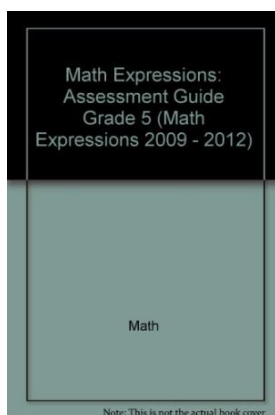 Math Expressions:
Assessment Guide
Grade 5 (Math
Expressions 2009 - 2012)
Math
Note: This is not the actual book cover